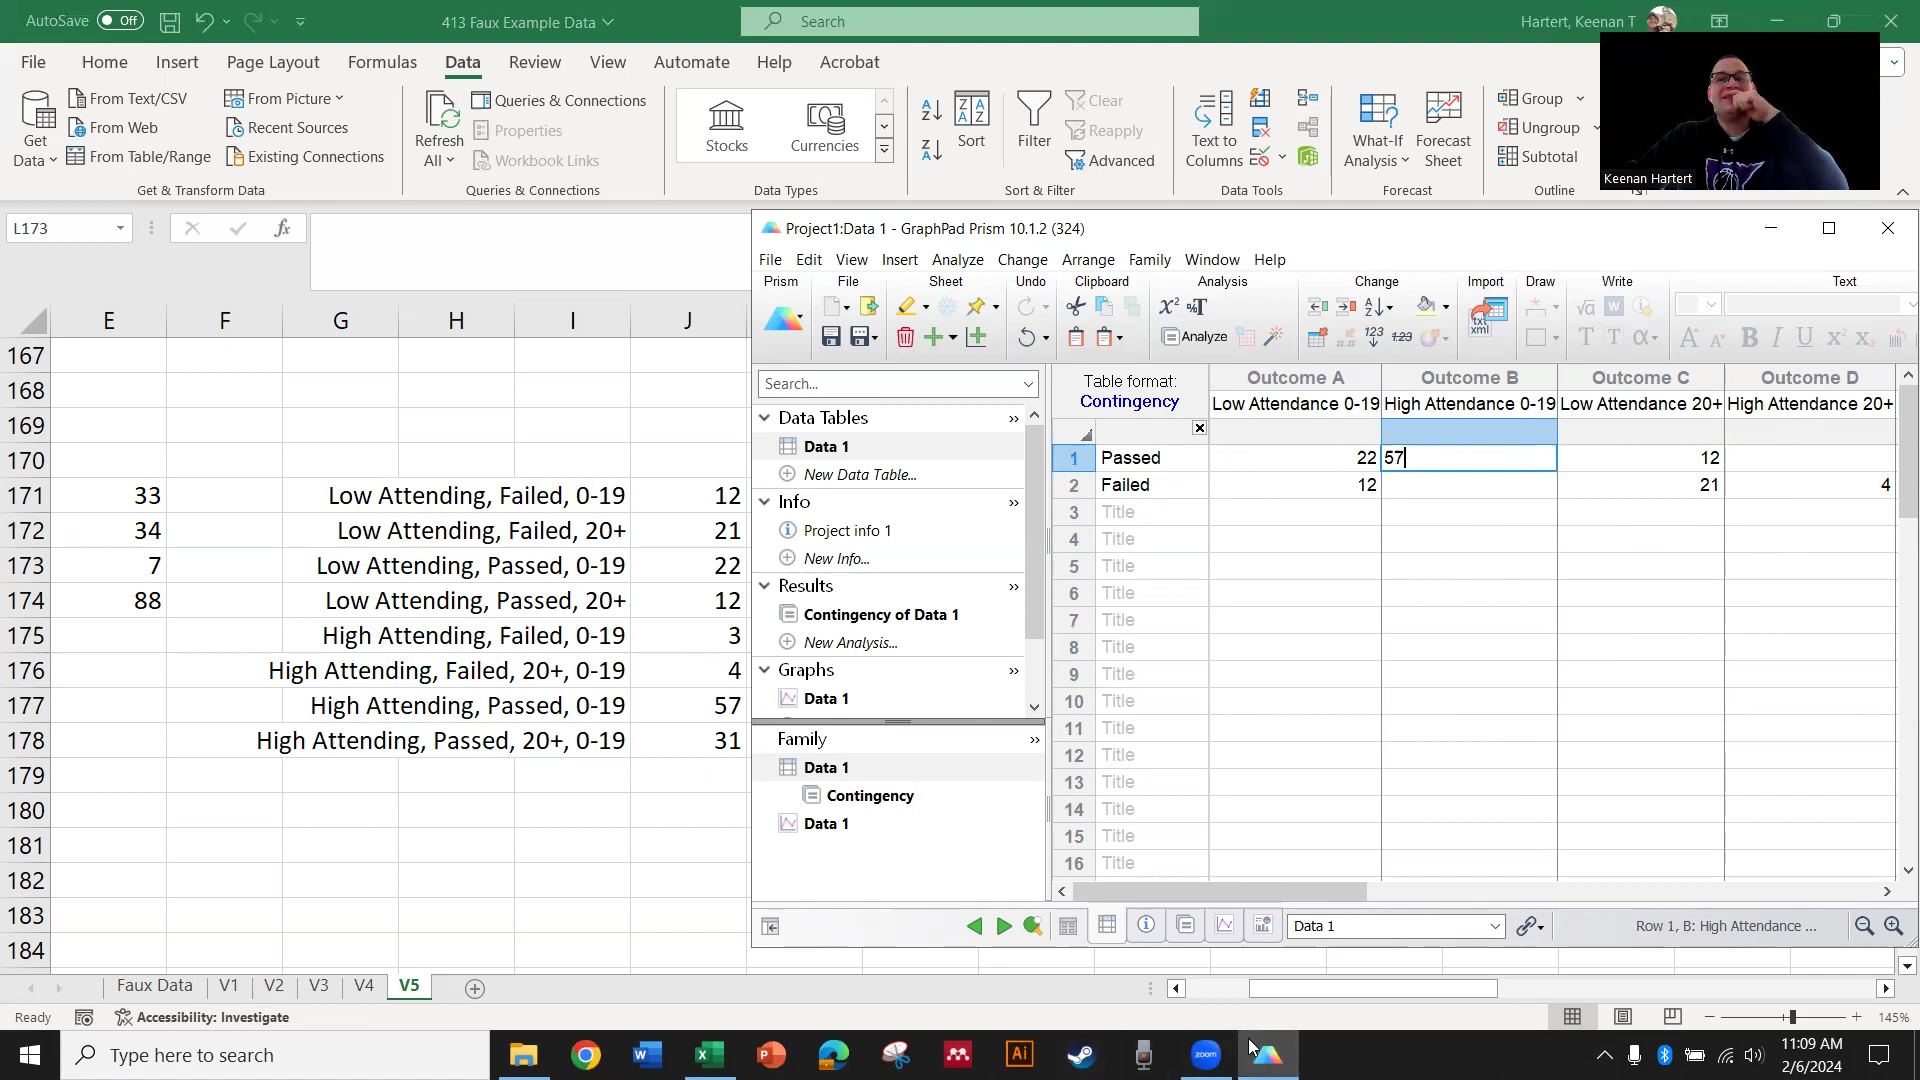 AutoSave Off 413 Faux Example Data Search Hartert, Keenan T
File Home Insert Page Layout Formulas Data Review View Automate Help Acrobat
Get Data
From Text/CSV
From Web
From Table/Range
From Picture
Recent Sources
Existing Connections
Get & Transform Data
Refresh All
Queries & Connections
Properties
Workbook Links
Queries & Connections
Stocks Currencies
Data Types
Sort
Filter
Clear
Reapply
Advanced
Sort & Filter
Text to Columns
Data Tools
What-If Analysis
Forecast Sheet
Forecast
Group
Ungroup
Subtotal
Outline
Keenan Hartert
L173 fx
E F G H I J
167
168
169
170
171 33 Low Attending, Failed, 0-19 12
172 34 Low Attending, Failed, 20+ 21
173 7 Low Attending, Passed, 0-19 22
174 88 Low Attending, Passed, 20+ 12
175 High Attending, Failed, 0-19 3
176 High Attending, Failed, 20+, 0-19 4
177 High Attending, Passed, 0-19 57
178 High Attending, Passed, 20+, 0-19 31
179
180
181
182
183
184
Project1:Data 1 - GraphPad Prism 10.1.2 (324)
File Edit View Insert Analyze Change Arrange Family Window Help
Prism File Sheet Undo Clipboard Analysis Change Import Draw Write Text
Analyze
Search...
Data Tables
Data 1
New Data Table...
Info
Project info 1
New Info...
Results
Contingency of Data 1
New Analysis...
Graphs
Data 1
Family
Data 1
Contingency
Data 1
Table format: Outcome A Outcome B Outcome C Outcome D
Contingency Low Attendance 0-19 High Attendance 0-19 Low Attendance 20+ High Attendance 20+
1 Passed 22 57 12
2 Failed 12 21 4
3 Title
4 Title
5 Title
6 Title
7 Title
8 Title
9 Title
10 Title
11 Title
12 Title
13 Title
14 Title
15 Title
16 Title
Data 1 Row 1, B: High Attendance ...
Faux Data V1 V2 V3 V4 V5
Ready Accessibility: Investigate 145%
Type here to search
zoom
Ai
11:09 AM
2/6/2024